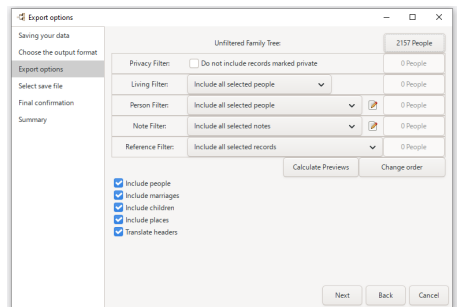 Export options
Saving your data
Choose the output format
Export options
Select save file
Final confirmation
Summary
Unfiltered Family Tree: 2157 People
Privacy Filter: Do not include records marked private 0 People
Living Filter: Include all selected people 0 People
Person Filter: Include all selected people 0 People
Note Filter: Include all selected notes 0 People
Reference Filter: Include all selected records 0 People
Calculate Previews Change order
Include people
Include marriages
Include children
Include places
Translate headers
Next Back Cancel